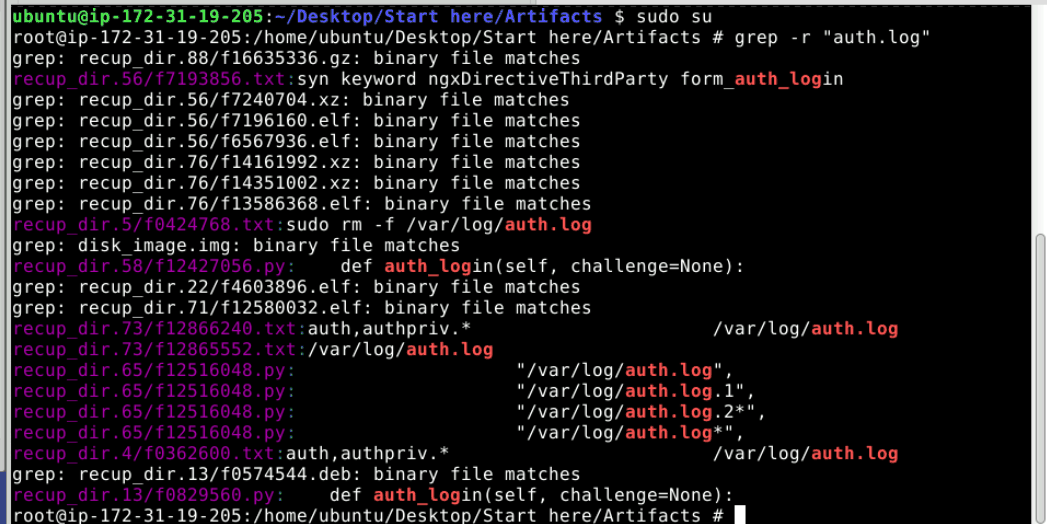 ubuntu@ip-172-31-19-205:~/Desktop/Start here/Artifacts $ sudo su
root@ip-172-31-19-205:/home/ubuntu/Desktop/Start here/Artifacts # grep -r "auth.log"
grep: recup_dir.88/f16635336.gz: binary file matches
recup_dir.56/f7193856.txt:syn keyword ngxDirectiveThirdParty form_auth_login
grep: recup_dir.56/f7240704.xz: binary file matches
grep: recup_dir.56/f7196160.elf: binary file matches
grep: recup_dir.56/f6567936.elf: binary file matches
grep: recup_dir.76/f14161992.xz: binary file matches
grep: recup_dir.76/f14351002.xz: binary file matches
grep: recup_dir.76/f13586368.elf: binary file matches
recup_dir.5/f0424768.txt:sudo rm -f /var/log/auth.log
grep: disk_image.img: binary file matches
recup_dir.58/f12427056.py:    def auth_login(self, challenge=None):
grep: recup_dir.22/f4603896.elf: binary file matches
grep: recup_dir.71/f12580032.elf: binary file matches
recup_dir.73/f12866240.txt:auth,authpriv.*                      /var/log/auth.log
recup_dir.73/f12865552.txt:/var/log/auth.log
recup_dir.65/f12516048.py:                    "/var/log/auth.log",
recup_dir.65/f12516048.py:                    "/var/log/auth.log.1",
recup_dir.65/f12516048.py:                    "/var/log/auth.log.2*",
recup_dir.65/f12516048.py:                    "/var/log/auth.log*",
recup_dir.4/f0362600.txt:auth,authpriv.*                        /var/log/auth.log
grep: recup_dir.13/f0574544.deb: binary file matches
recup_dir.13/f0829560.py:    def auth_login(self, challenge=None):
root@ip-172-31-19-205:/home/ubuntu/Desktop/Start here/Artifacts #